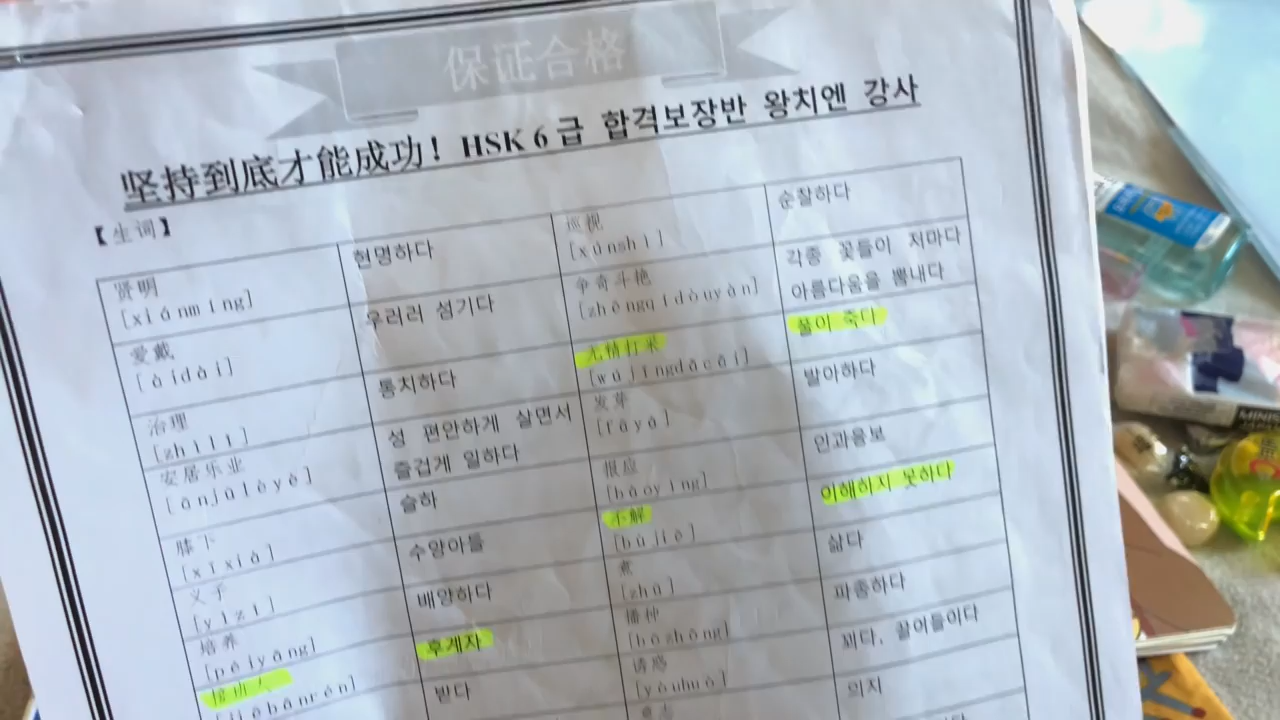 保证合格
坚持到底才能成功！HSK 6 급 합격보장반 왕치엔 강사
【生词】
贤明
[xiánmíng]
현명하다
巡视
[xúnshì]
순찰하다
爱戴
[àidài]
우러러 섬기다
争奇斗艳
[zhēngqídòuyàn]
각종 꽃들이 저마다
아름다움을 뽐내다
治理
[zhìlǐ]
통치하다
无精打采
[wújīngdǎcǎi]
풀이 죽다
安居乐业
[ānjūlèyè]
성 편안하게 살면서
즐겁게 일하다
发芽
[fāyá]
발아하다
膝下
[xīxià]
슬하
报应
[bàoyìng]
인과응보
义子
[yìzǐ]
수양아들
不解
[bùjiě]
이해하지 못하다
培养
[péiyǎng]
배양하다
煮
[zhǔ]
삶다
接班人
[jiēbānrén]
후계자
播种
[bōzhǒng]
파종하다
받다
诱惑
[yòuhuò]
꾀다, 끌어들이다
의지